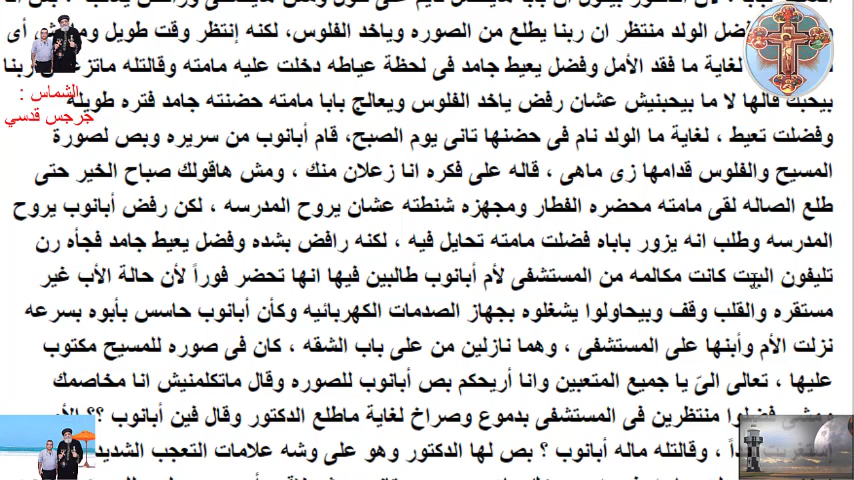 فضل الولد منتظر ان ربنا يطلع من الصوره وياخد الفلوس، لكنه إنتظر وقت طويل
لغاية ما فقد الأمل وفضل يعيط جامد فى لحظة عياطه دخلت عليه مامته وقالتله
بيحبك قالها لا ما بيحبنيش عشان رفض ياخد الفلوس ويعالج بابا مامته حضنته جامد فتره طويله
وفضلت تعيط ، لغاية ما الولد نام فى حضنها تانى يوم الصبح، قام أبانوب من سريره وبص لصورة
المسيح والفلوس قدامها زى ماهى ، قاله على فكره انا زعلان منك ، ومش هاقولك صباح الخير حتى
طلع الصاله لقى مامته محضره الفطار ومجهزه شنطته عشان يروح المدرسه ، لكن رفض أبانوب يروح
المدرسه وطلب انه يزور باباه فضلت مامته تحايل فيه ، لكنه رافض بشده وفضل يعيط جامد فجأه رن
تليفون البيت كانت مكالمه من المستشفى لأم أبانوب طالبين فيها انها تحضر فوراً لأن حالة الأب غير
مستقره والقلب وقف وبيحاولوا يشغلوه بجهاز الصدمات الكهربائيه وكأن أبانوب حاسس بأبوه بسرعه
نزلت الأم وأبنها على المستشفى ، وهما نازلين من على باب الشقه ، كان فى صوره للمسيح مكتوب
عليها ، تعالى الىّ يا جميع المتعبين وانا أريحكم بص أبانوب للصوره وقال ماتكلمنيش انا مخاصمك
ومشى فضلوا منتظرين فى المستشفى بدموع وصراخ لغاية ماطلع الدكتور وقال فين أبانوب ؟؟
، وقالتله ماله أبانوب ؟ بص لها الدكتور وهو على وشه علامات التعجب الشديد
الشماس :
جرجس قدسي